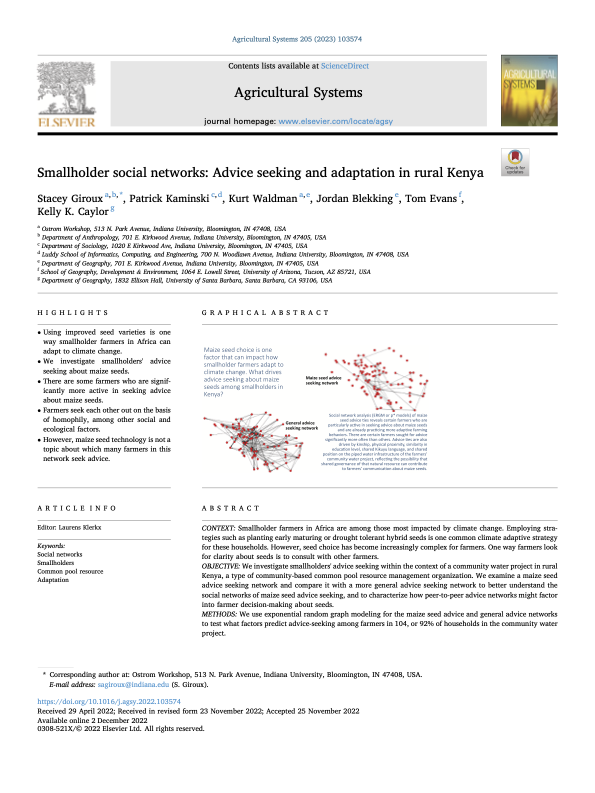 Agricultural Systems 205 (2023) 103574
Contents lists available at ScienceDirect
Agricultural Systems
journal homepage: www.elsevier.com/locate/agsy
ELSEVIER
AGRICULTURAL
SYSTEMS
Check for
updates
Smallholder social networks: Advice seeking and adaptation in rural Kenya
Stacey Giroux a,b,*, Patrick Kaminski c,d, Kurt Waldman a,e, Jordan Blekking e, Tom Evans f,
Kelly K. Caylor g
a Ostrom Workshop, 513 N. Park Avenue, Indiana University, Bloomington, IN 47408, USA
b Department of Anthropology, 701 E. Kirkwood Avenue, Indiana University, Bloomington, IN 47405, USA
c Department of Sociology, 1020 E Kirkwood Ave, Indiana University, Bloomington, IN 47405, USA
d Luddy School of Informatics, Computing, and Engineering, 700 N. Woodlawn Avenue, Indiana University, Bloomington, IN 47408, USA
e Department of Geography, 701 E. Kirkwood Avenue, Indiana University, Bloomington, IN 47405, USA
f School of Geography, Development & Environment, 1064 E. Lowell Street, University of Arizona, Tucson, AZ 85721, USA
g Department of Geography, 1832 Ellison Hall, University of Santa Barbara, Santa Barbara, CA 93106, USA
HIGHLIGHTS
• Using improved seed varieties is one
way smallholder farmers in Africa can
adapt to climate change.
• We investigate smallholders' advice
seeking about maize seeds.
• There are some farmers who are signif-
icantly more active in seeking advice
about maize seeds.
• Farmers seek each other out on the basis
of homophily, among other social and
ecological factors.
• However, maize seed technology is not a
topic about which many farmers in this
network seek advice.
GRAPHICAL ABSTRACT
Maize seed choice is one
factor that can impact how
smallholder farmers adapt to
climate change. What drives
advice seeking about maize
seeds among smallholders in
Kenya?
Maize seed advice
seeking network
General advice
seeking network
Social network analysis (ERGM or p* models) of maize
seed advice ties reveals certain farmers who are
particularly active in seeking advice about maize seeds
and are already practicing more adaptive farming
behaviors. There are certain farmers sought for advice
significantly more often than others. Advice ties are also
driven by kinship, physical proximity, similarity in
education level, shared Kikuyu language, and shared
position on the piped water infrastructure of the farmers'
community water project, reflecting the possibility that
shared governance of that natural resource can contribute
to farmers' communication about maize seeds.
ARTICLE INFO
Editor: Laurens Klerkx
Keywords:
Social networks
Smallholders
Common pool resource
Adaptation
ABSTRACT
CONTEXT: Smallholder farmers in Africa are among those most impacted by climate change. Employing stra-
tegies such as planting early maturing or drought tolerant hybrid seeds is one common climate adaptive strategy
for these households. However, seed choice has become increasingly complex for farmers. One way farmers look
for clarity about seeds is to consult with other farmers.
OBJECTIVE: We investigate smallholders' advice seeking within the context of a community water project in rural
Kenya, a type of community-based common pool resource management organization. We examine a maize seed
advice seeking network and compare it with a more general advice seeking network to better understand the
social networks of maize seed advice seeking, and to characterize how peer-to-peer advice networks might factor
into farmer decision-making about seeds.
METHODS: We use exponential random graph modeling for the maize seed advice and general advice networks
to test what factors predict advice-seeking among farmers in 104, or 92% of households in the community water
project.
* Corresponding author at: Ostrom Workshop, 513 N. Park Avenue, Indiana University, Bloomington, IN 47408, USA.
E-mail address: sagiroux@indiana.edu (S. Giroux).
https://doi.org/10.1016/j.agsy.2022.103574
Received 29 April 2022; Received in revised form 23 November 2022; Accepted 25 November 2022
Available online 2 December 2022
0308-521X/© 2022 Elsevier Ltd. All rights reserved.